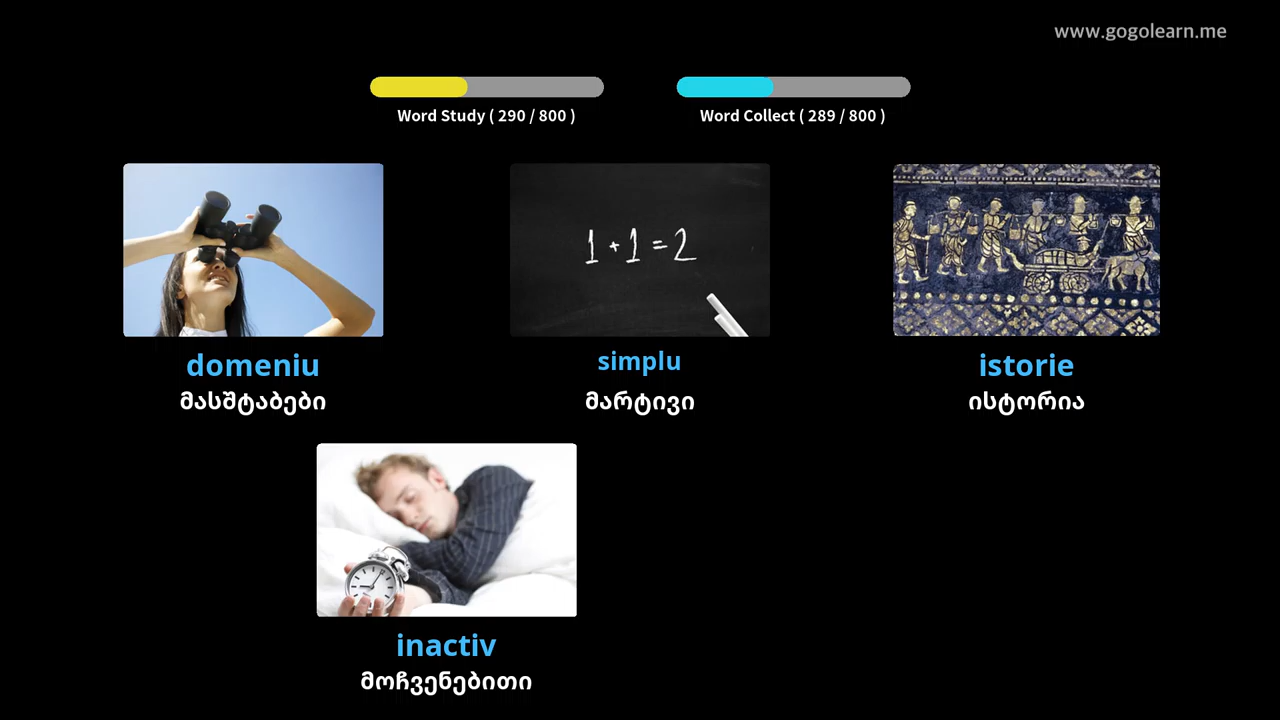 www.gogolearn.me
Word Study ( 290 / 800 )
Word Collect ( 289 / 800 )
1 + 1 = 2
domeniu
simplu
istorie
მასშტაბები
მარტივი
ისტორია
inactiv
მოჩვენებითი